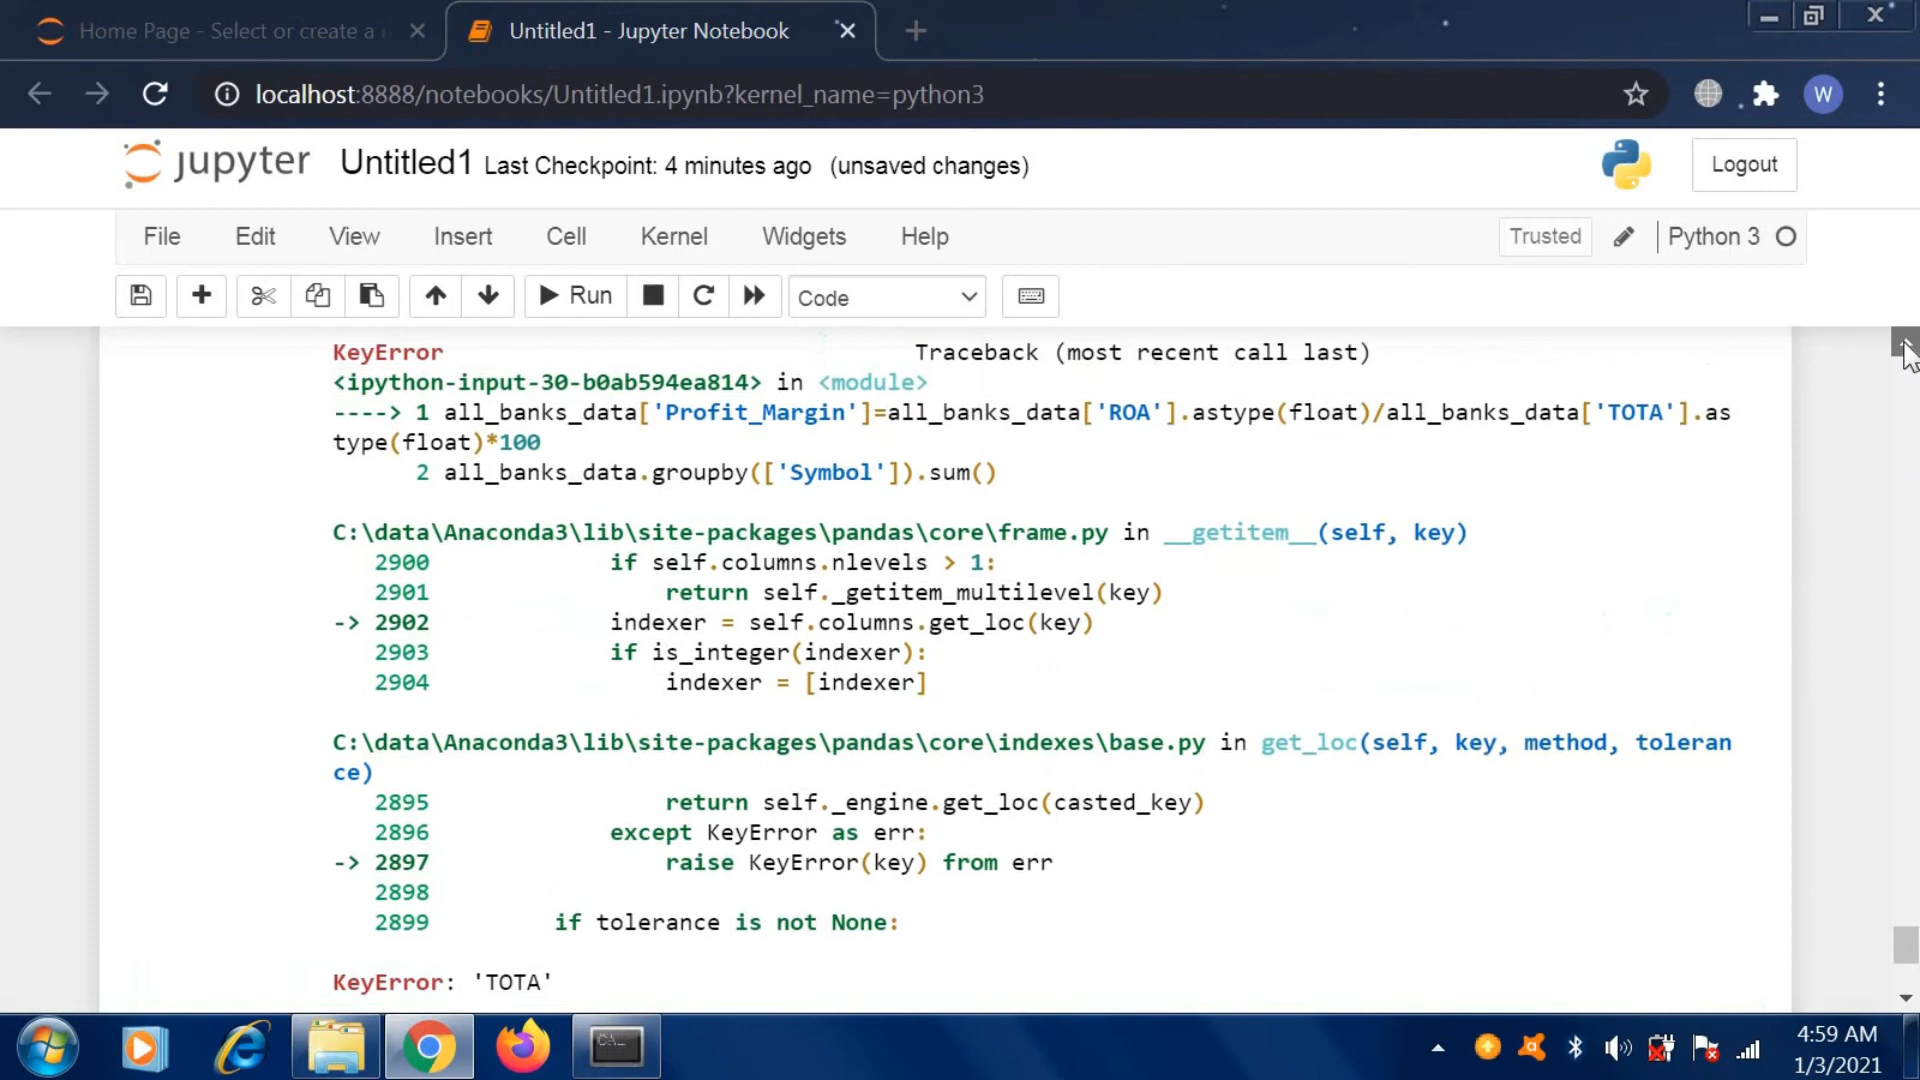 Home Page - Select or create a
Untitled1 - Jupyter Notebook
localhost:8888/notebooks/Untitled1.ipynb?kernel_name=python3
W
jupyter Untitled1 Last Checkpoint: 4 minutes ago (unsaved changes)
Logout
File Edit View Insert Cell Kernel Widgets Help
Trusted Python 3
Run Code
KeyError                                  Traceback (most recent call last)
<ipython-input-30-b0ab594ea814> in <module>
----> 1 all_banks_data['Profit_Margin']=all_banks_data['ROA'].astype(float)/all_banks_data['TOTA'].as
type(float)*100
      2 all_banks_data.groupby(['Symbol']).sum()
C:\data\Anaconda3\lib\site-packages\pandas\core\frame.py in __getitem__(self, key)
   2900             if self.columns.nlevels > 1:
   2901                 return self._getitem_multilevel(key)
-> 2902             indexer = self.columns.get_loc(key)
   2903             if is_integer(indexer):
   2904                 indexer = [indexer]
C:\data\Anaconda3\lib\site-packages\pandas\core\indexes\base.py in get_loc(self, key, method, toleran
ce)
   2895                 return self._engine.get_loc(casted_key)
   2896             except KeyError as err:
-> 2897                 raise KeyError(key) from err
   2898
   2899         if tolerance is not None:
KeyError: 'TOTA'
4:59 AM
1/3/2021